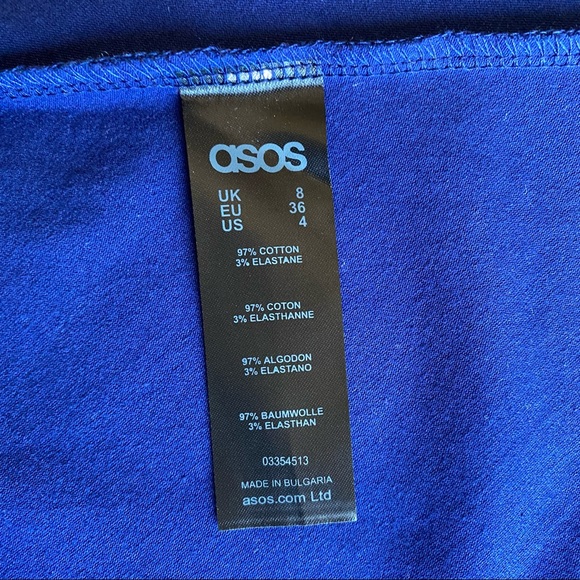 asos
UK 8
EU 36
US 4
97% COTTON
3% ELASTANE
97% COTON
3% ELASTHANNE
97% ALGODON
3% ELASTANO
97% BAUMWOLLE
3% ELASTHAN
03354513
MADE IN BULGARIA
asos.com Ltd